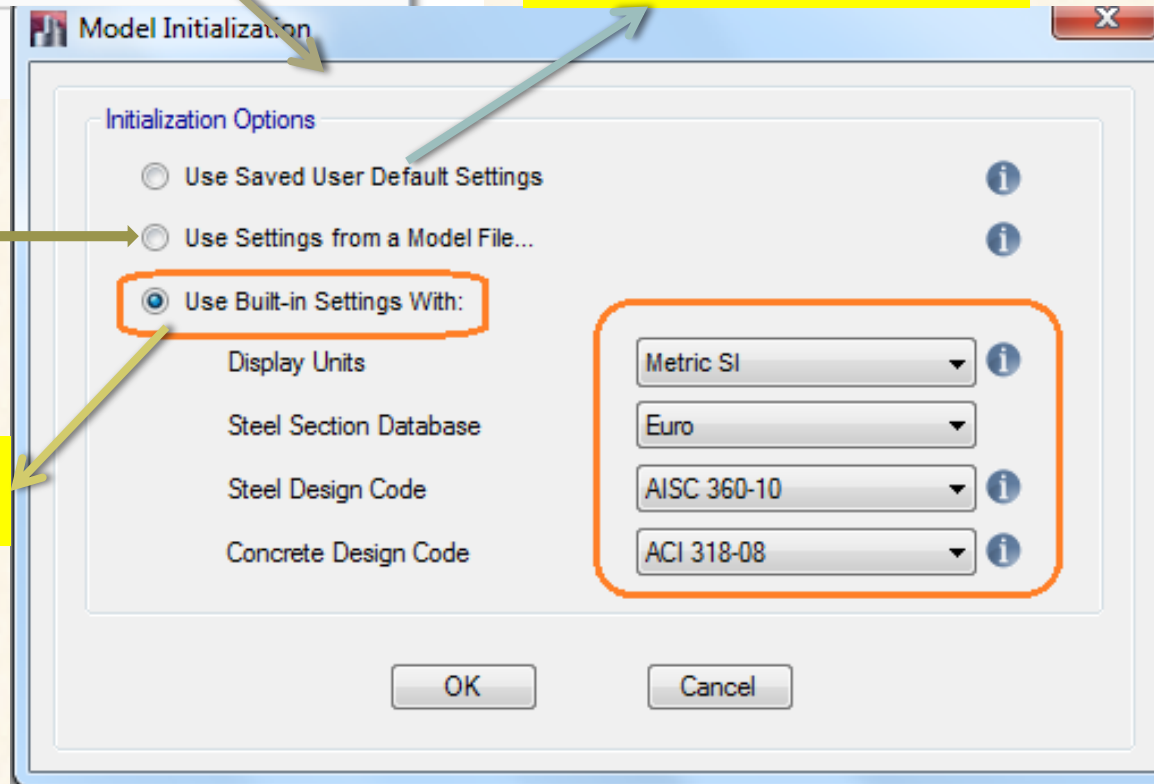 Model Initialization
Initialization Options
Use Saved User Default Settings
Use Settings from a Model File...
Use Built-in Settings With:
Display Units Metric SI
Steel Section Database Euro
Steel Design Code AISC 360-10
Concrete Design Code ACI 318-08
OK Cancel